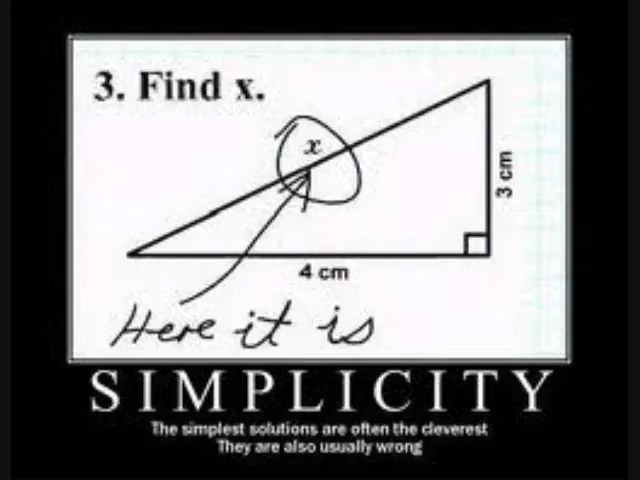 3. Find x.
x
3 cm
4 cm
Here it is
SIMPLICITY
The simplest solutions are often the cleverest
They are also usually wrong